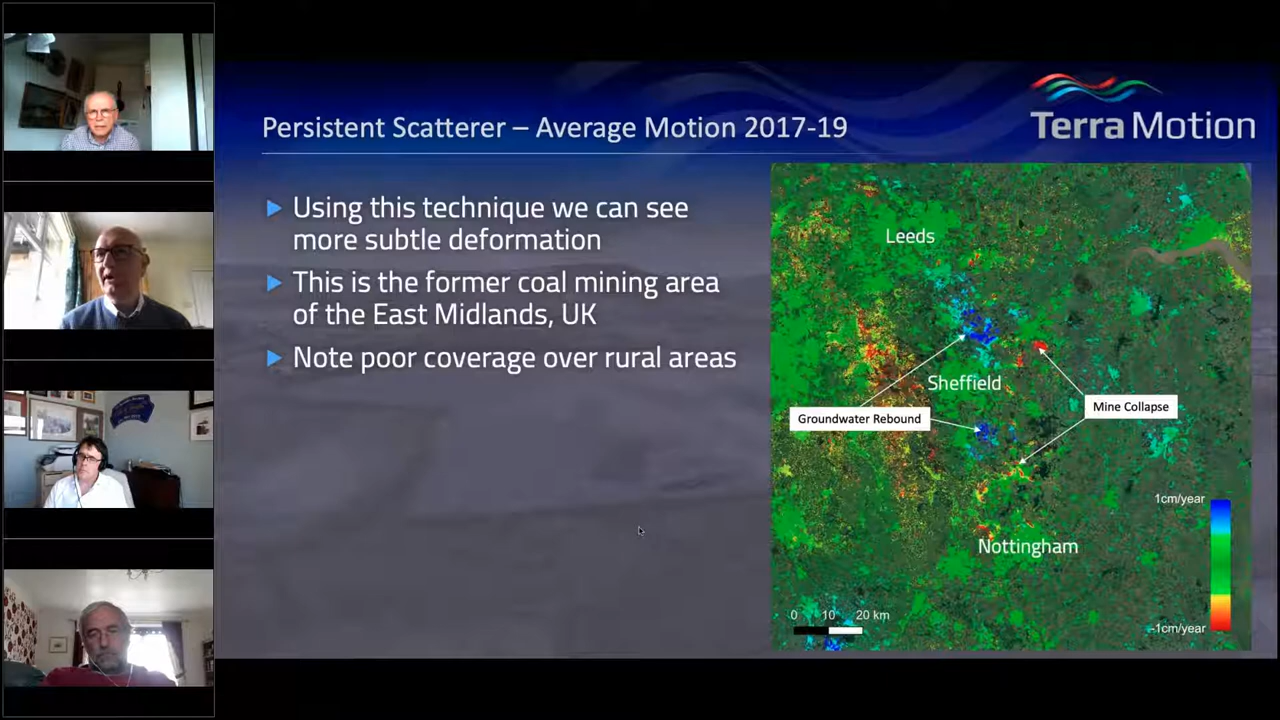 Persistent Scatterer – Average Motion 2017-19
Terra Motion
Using this technique we can see
more subtle deformation
This is the former coal mining area
of the East Midlands, UK
Note poor coverage over rural areas
Leeds
Sheffield
Mine Collapse
Groundwater Rebound
1cm/year
Nottingham
0 10 20 km
-1cm/year